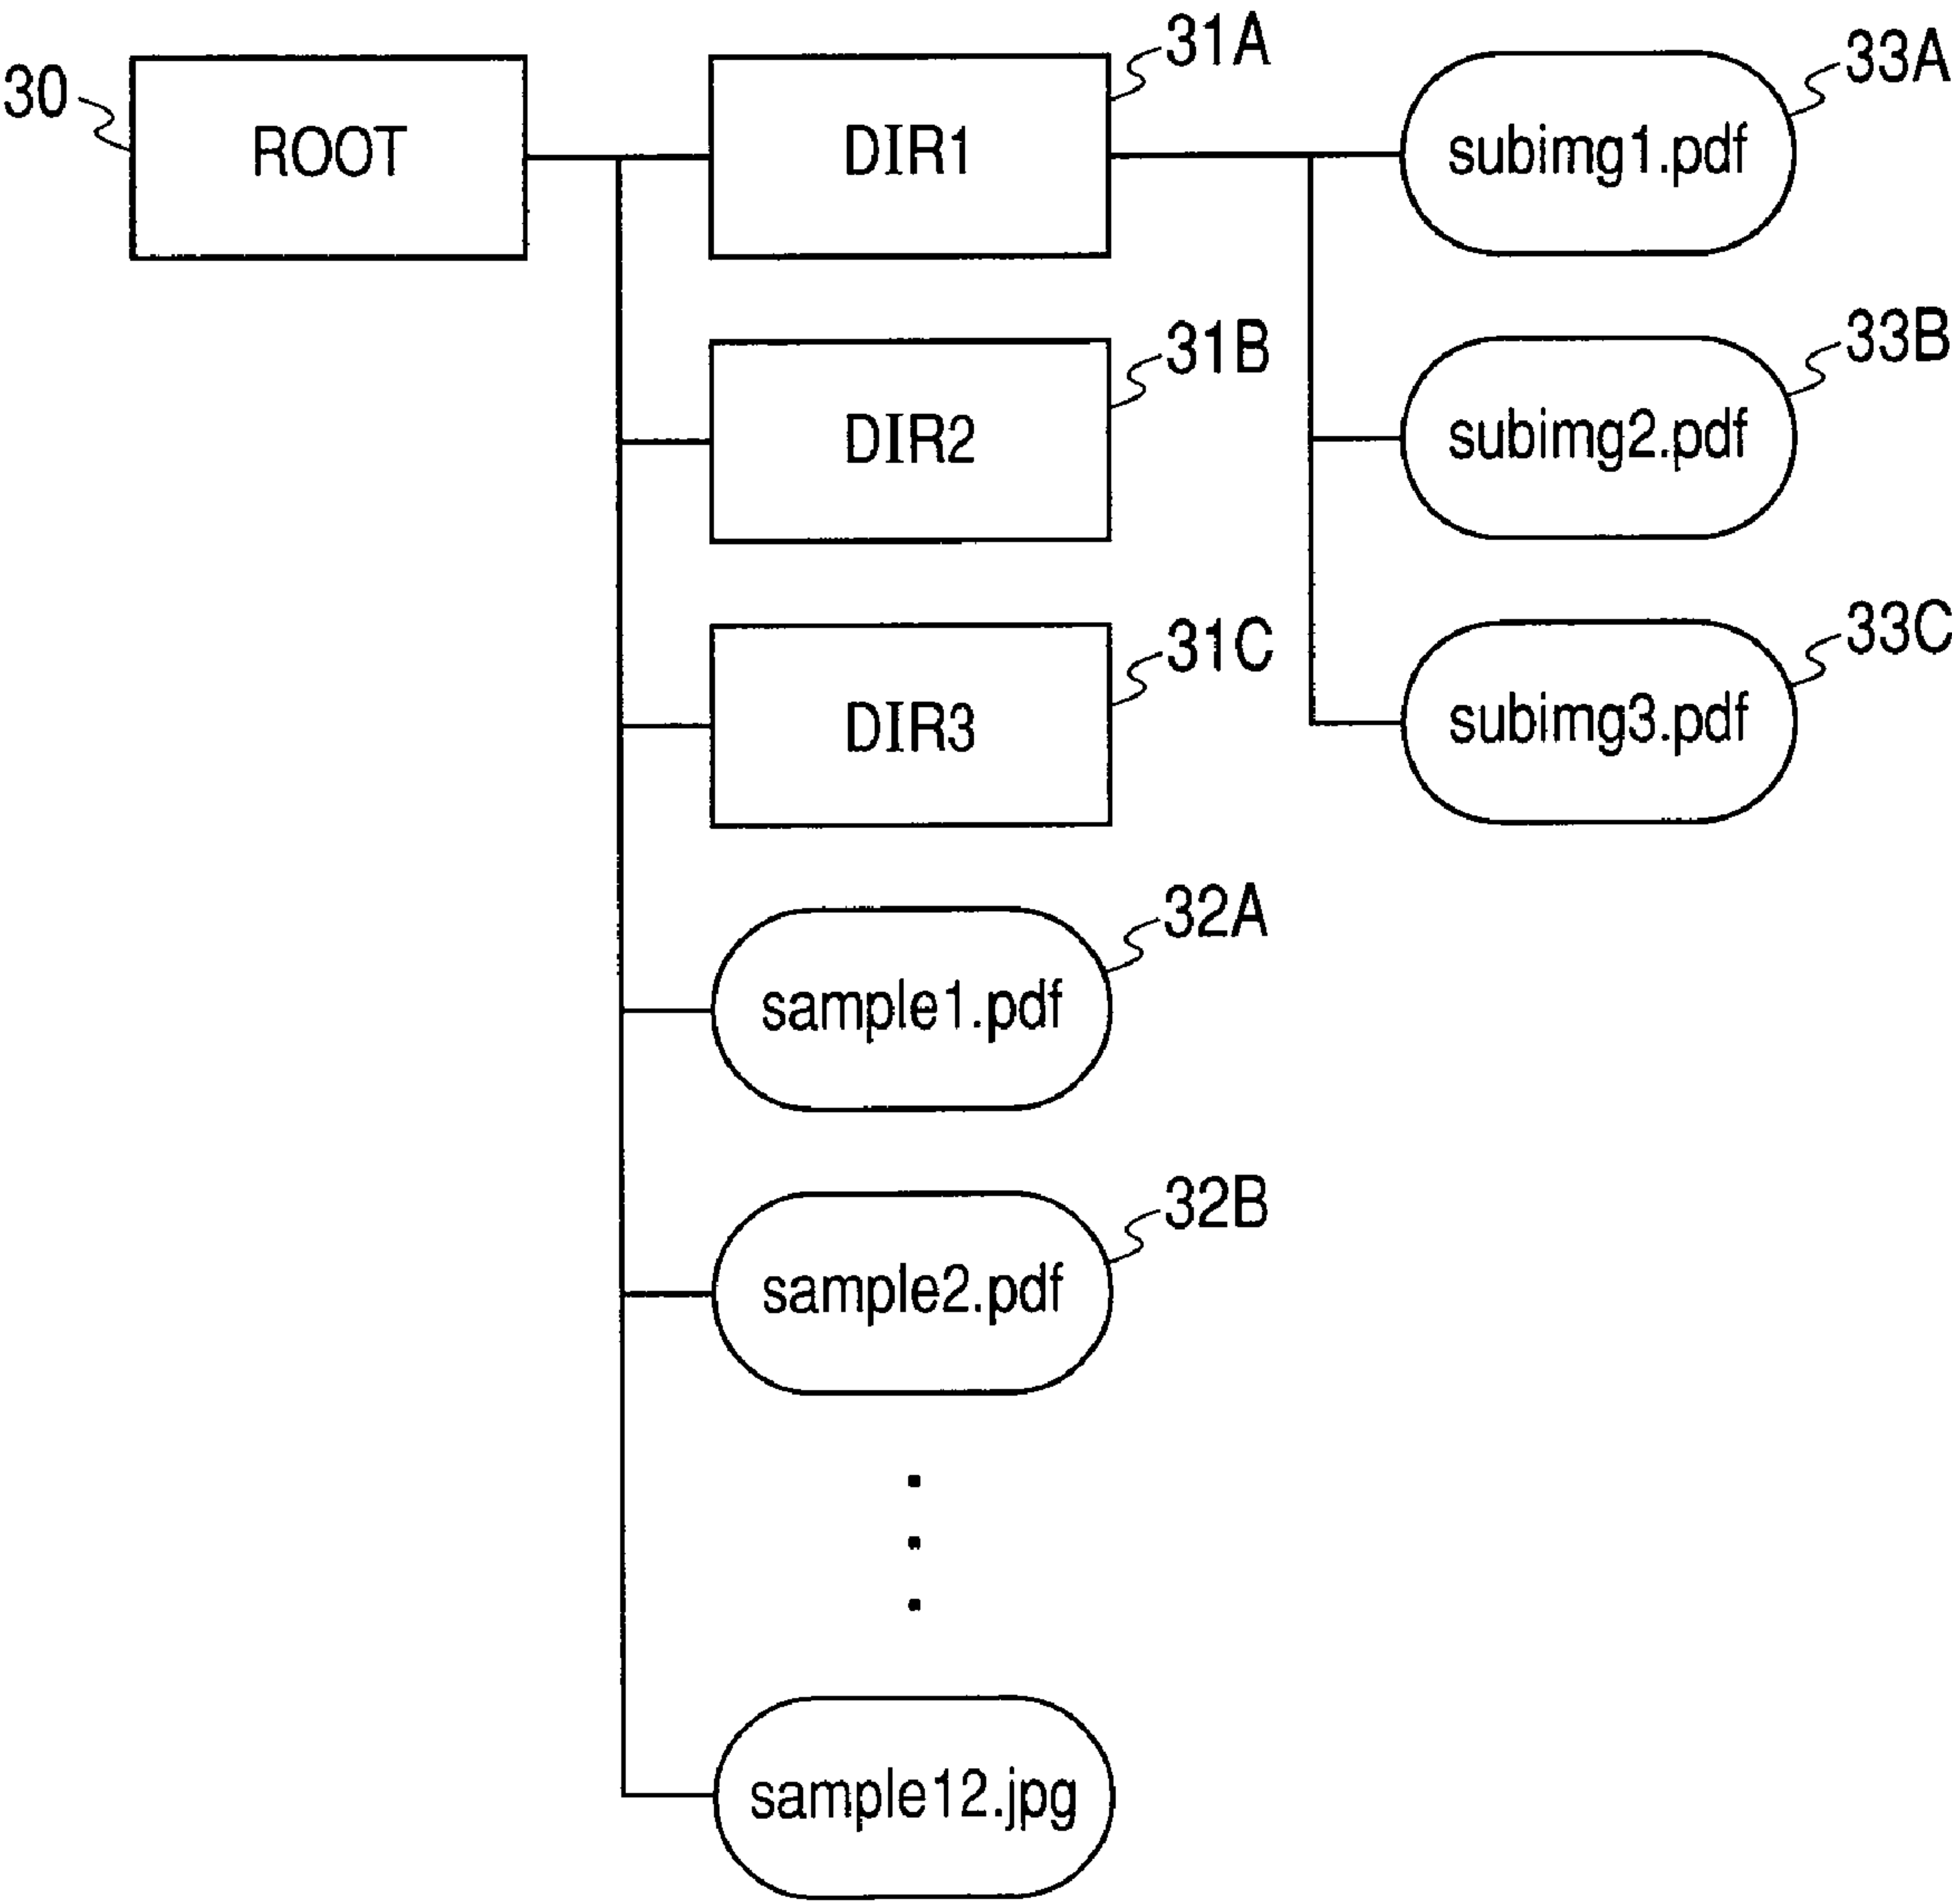 30
ROOT
DIR1
31A
subimg1.pdf
33A
DIR2
31B
subimg2.pdf
33B
DIR3
31C
subimg3.pdf
33C
sample1.pdf
32A
sample2.pdf
32B
sample12.jpg